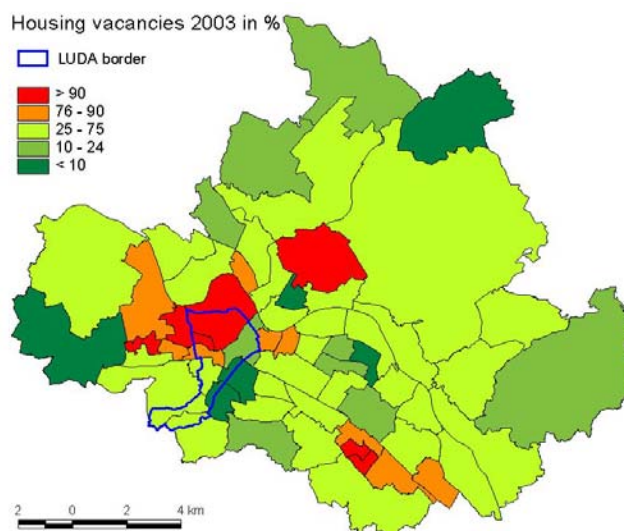 Housing vacancies 2003 in %
LUDA border
> 90
76 - 90
25 - 75
10 - 24
< 10
2 0 2 4 km